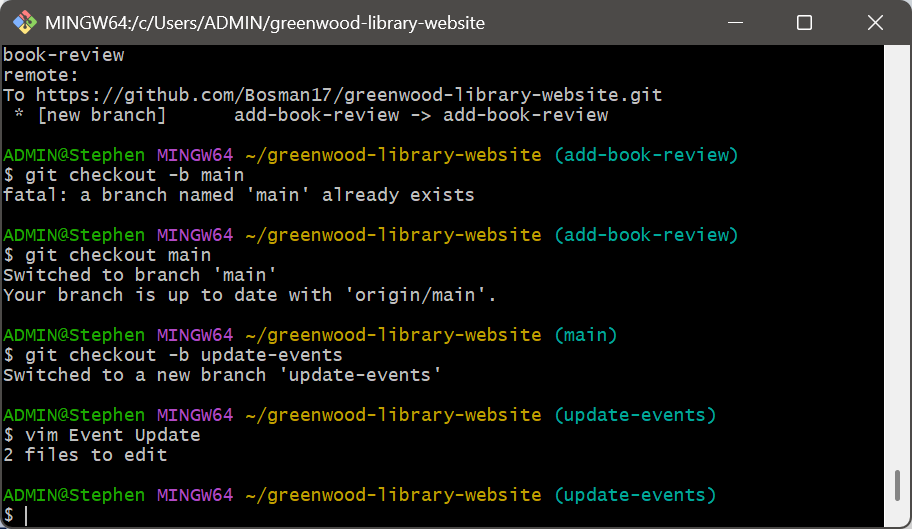 MINGW64:/c/Users/ADMIN/greenwood-library-website
book-review
remote:
To https://github.com/Bosman17/greenwood-library-website.git
 * [new branch]      add-book-review -> add-book-review
ADMIN@Stephen MINGW64 ~/greenwood-library-website (add-book-review)
$ git checkout -b main
fatal: a branch named 'main' already exists
ADMIN@Stephen MINGW64 ~/greenwood-library-website (add-book-review)
$ git checkout main
Switched to branch 'main'
Your branch is up to date with 'origin/main'.
ADMIN@Stephen MINGW64 ~/greenwood-library-website (main)
$ git checkout -b update-events
Switched to a new branch 'update-events'
ADMIN@Stephen MINGW64 ~/greenwood-library-website (update-events)
$ vim Event Update
2 files to edit
ADMIN@Stephen MINGW64 ~/greenwood-library-website (update-events)
$